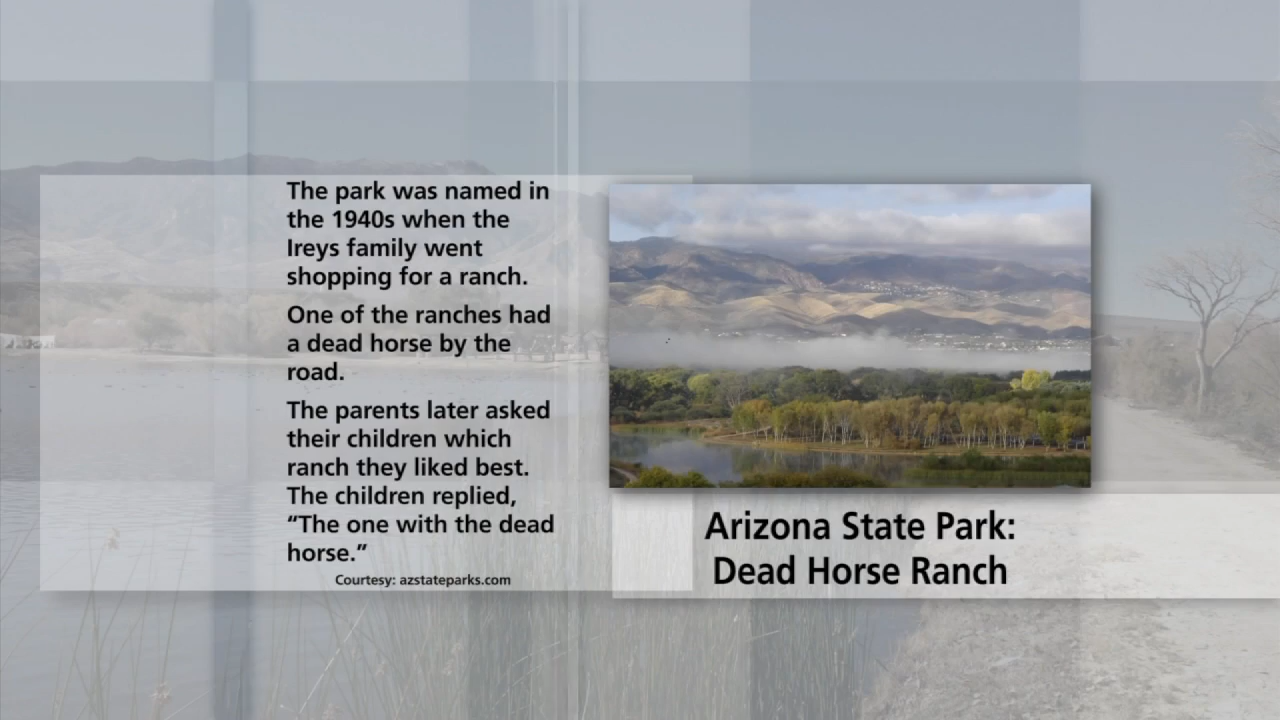 The park was named in
the 1940s when the
Ireys family went
shopping for a ranch.
One of the ranches had
a dead horse by the
road.
The parents later asked
their children which
ranch they liked best.
The children replied,
“The one with the dead
horse.”
Courtesy: azstateparks.com
Arizona State Park:
Dead Horse Ranch